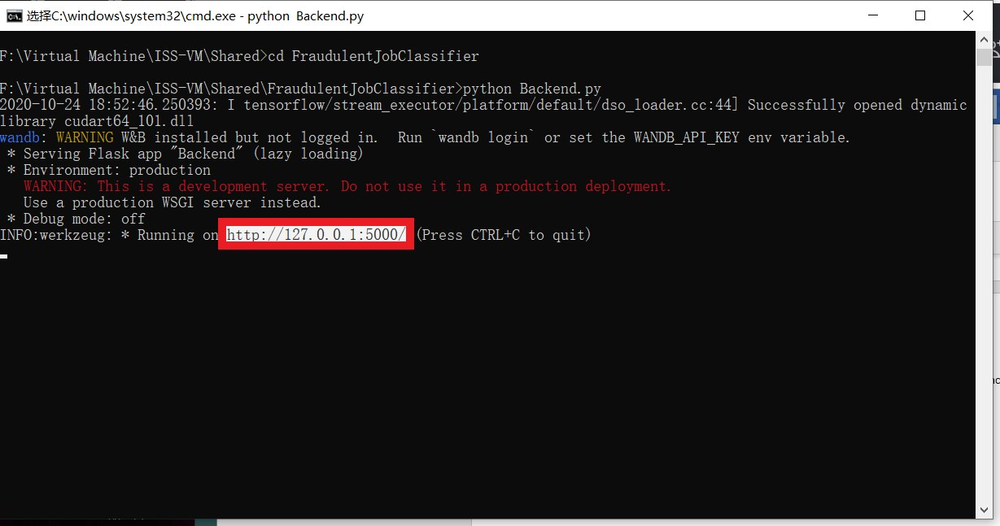 选择C:\windows\system32\cmd.exe - python  Backend.py
F:\Virtual Machine\ISS-VM\Shared>cd FraudulentJobClassifier
F:\Virtual Machine\ISS-VM\Shared\FraudulentJobClassifier>python Backend.py
2020-10-24 18:52:46.250393: I tensorflow/stream_executor/platform/default/dso_loader.cc:44] Successfully opened dynamic
library cudart64_101.dll
wandb: WARNING W&B installed but not logged in.  Run `wandb login` or set the WANDB_API_KEY env variable.
* Serving Flask app "Backend" (lazy loading)
* Environment: production
WARNING: This is a development server. Do not use it in a production deployment.
Use a production WSGI server instead.
* Debug mode: off
INFO:werkzeug: * Running on http://127.0.0.1:5000/ (Press CTRL+C to quit)